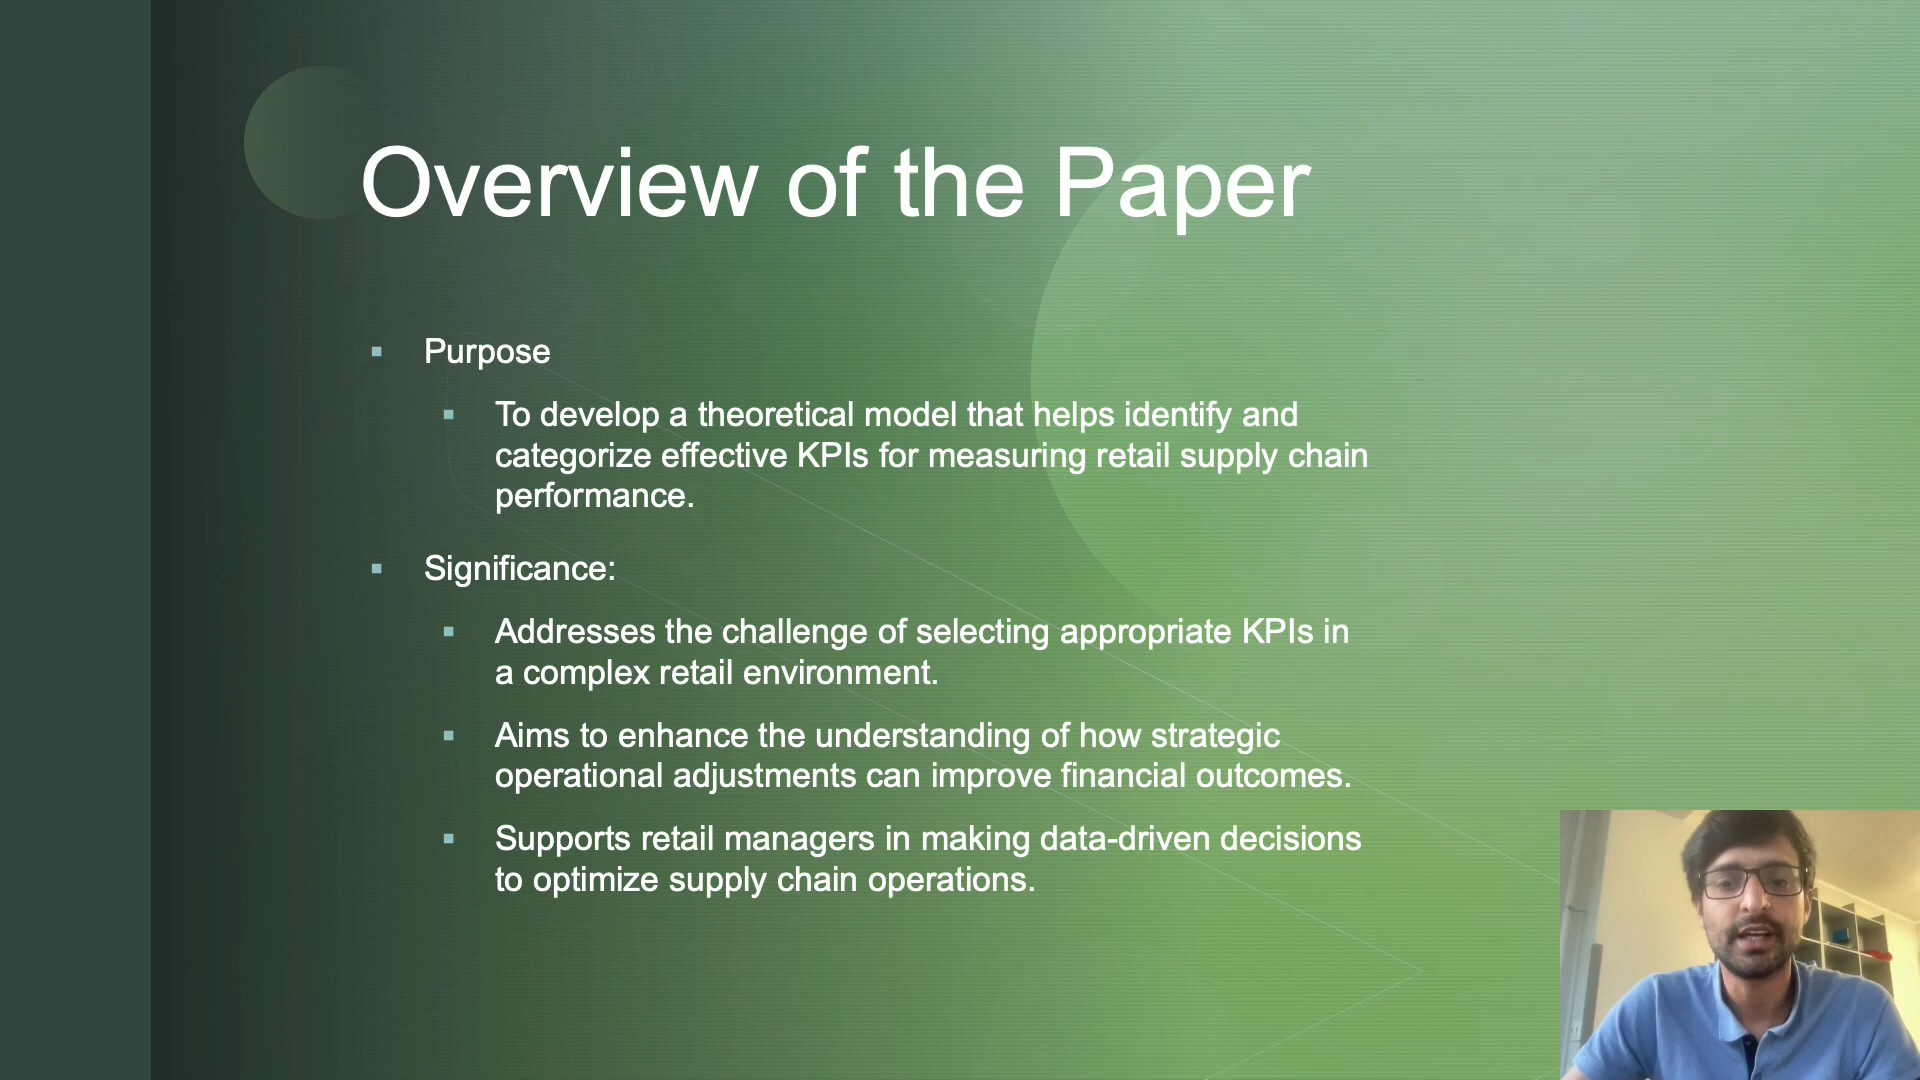 Overview of the Paper
Purpose
To develop a theoretical model that helps identify and
categorize effective KPIs for measuring retail supply chain
performance.
Significance:
Addresses the challenge of selecting appropriate KPIs in
a complex retail environment.
Aims to enhance the understanding of how strategic
operational adjustments can improve financial outcomes.
Supports retail managers in making data-driven decisions
to optimize supply chain operations.